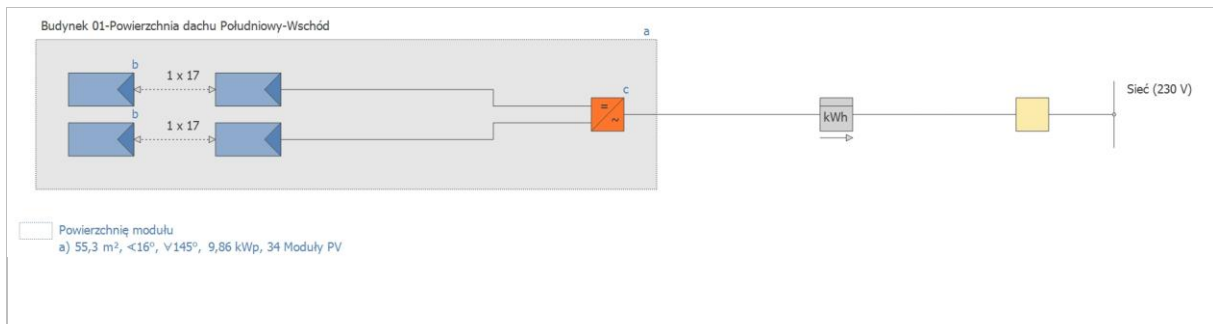 Budynek 01-Powierzchnia dachu Południowy-Wschód
a
b
1 x 17
c
=
~
b
1 x 17
kWh
Sieć (230 V)
Powierzchnię modułu
a) 55,3 m², ∢16°, ∀145°, 9,86 kWp, 34 Moduły PV